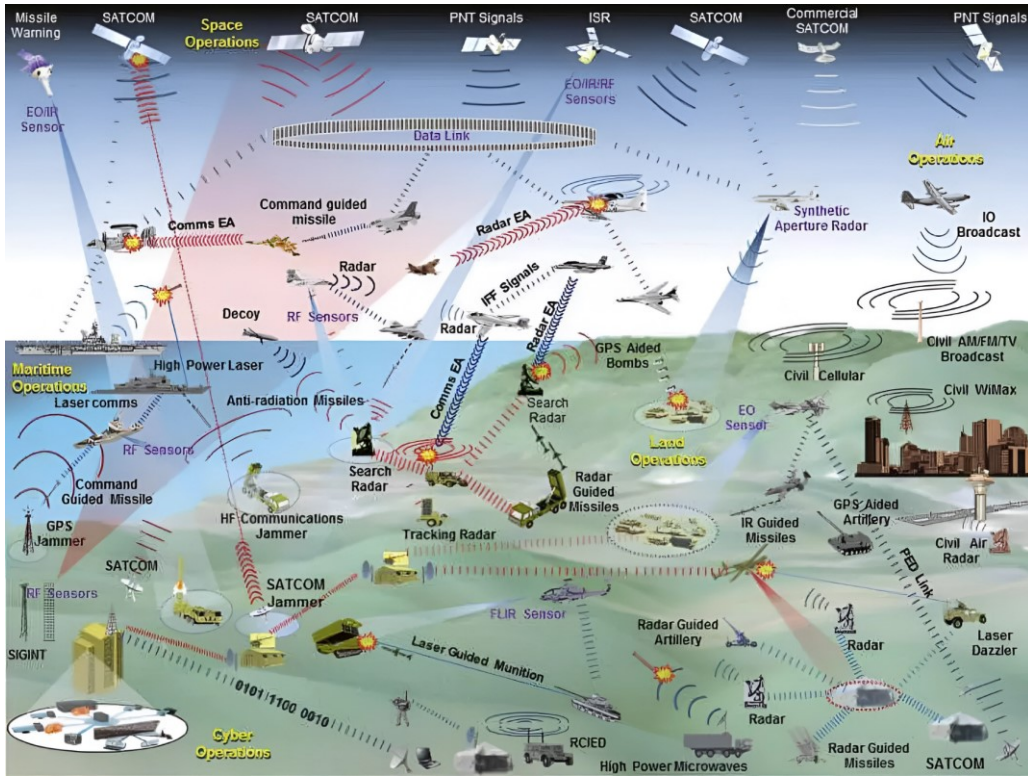 Missile
Warning
SATCOM
Space
Operations
SATCOM
PNT Signals
ISR
SATCOM
Commercial
SATCOM
PNT Signals
EO/IR
Sensor
EO/IR/RF
Sensors
Data Link
Air
Operations
Comms EA
Command guided
missile
Radar EA
Synthetic
Aperture Radar
IO
Broadcast
Radar
RF Sensors
IFF Signals
Decoy
Radar
Radar EA
GPS Aided
Bombs
Civil AM/FM/TV
Broadcast
Maritime
Operations
High Power Laser
Laser comms
Anti-radiation Missiles
Comms EA
Search
Radar
Civil Cellular
Civil WiMax
EO
Sensor
RF Sensors
Land
Operations
Command
Guided Missile
Search
Radar
Radar
Guided
Missiles
GPS
Jammer
HF Communications
Jammer
Tracking Radar
IR Guided
Missiles
GPS Aided
Artillery
Civil Air
Radar
SATCOM
RF Sensors
SATCOM
Jammer
FLIR Sensor
PED Link
SIGINT
Radar Guided
Artillery
Radar
Laser
Dazzler
Laser Guided Munition
0101 1100 0010
Cyber
Operations
RCIED
High Power Microwaves
Radar
Radar Guided
Missiles
SATCOM